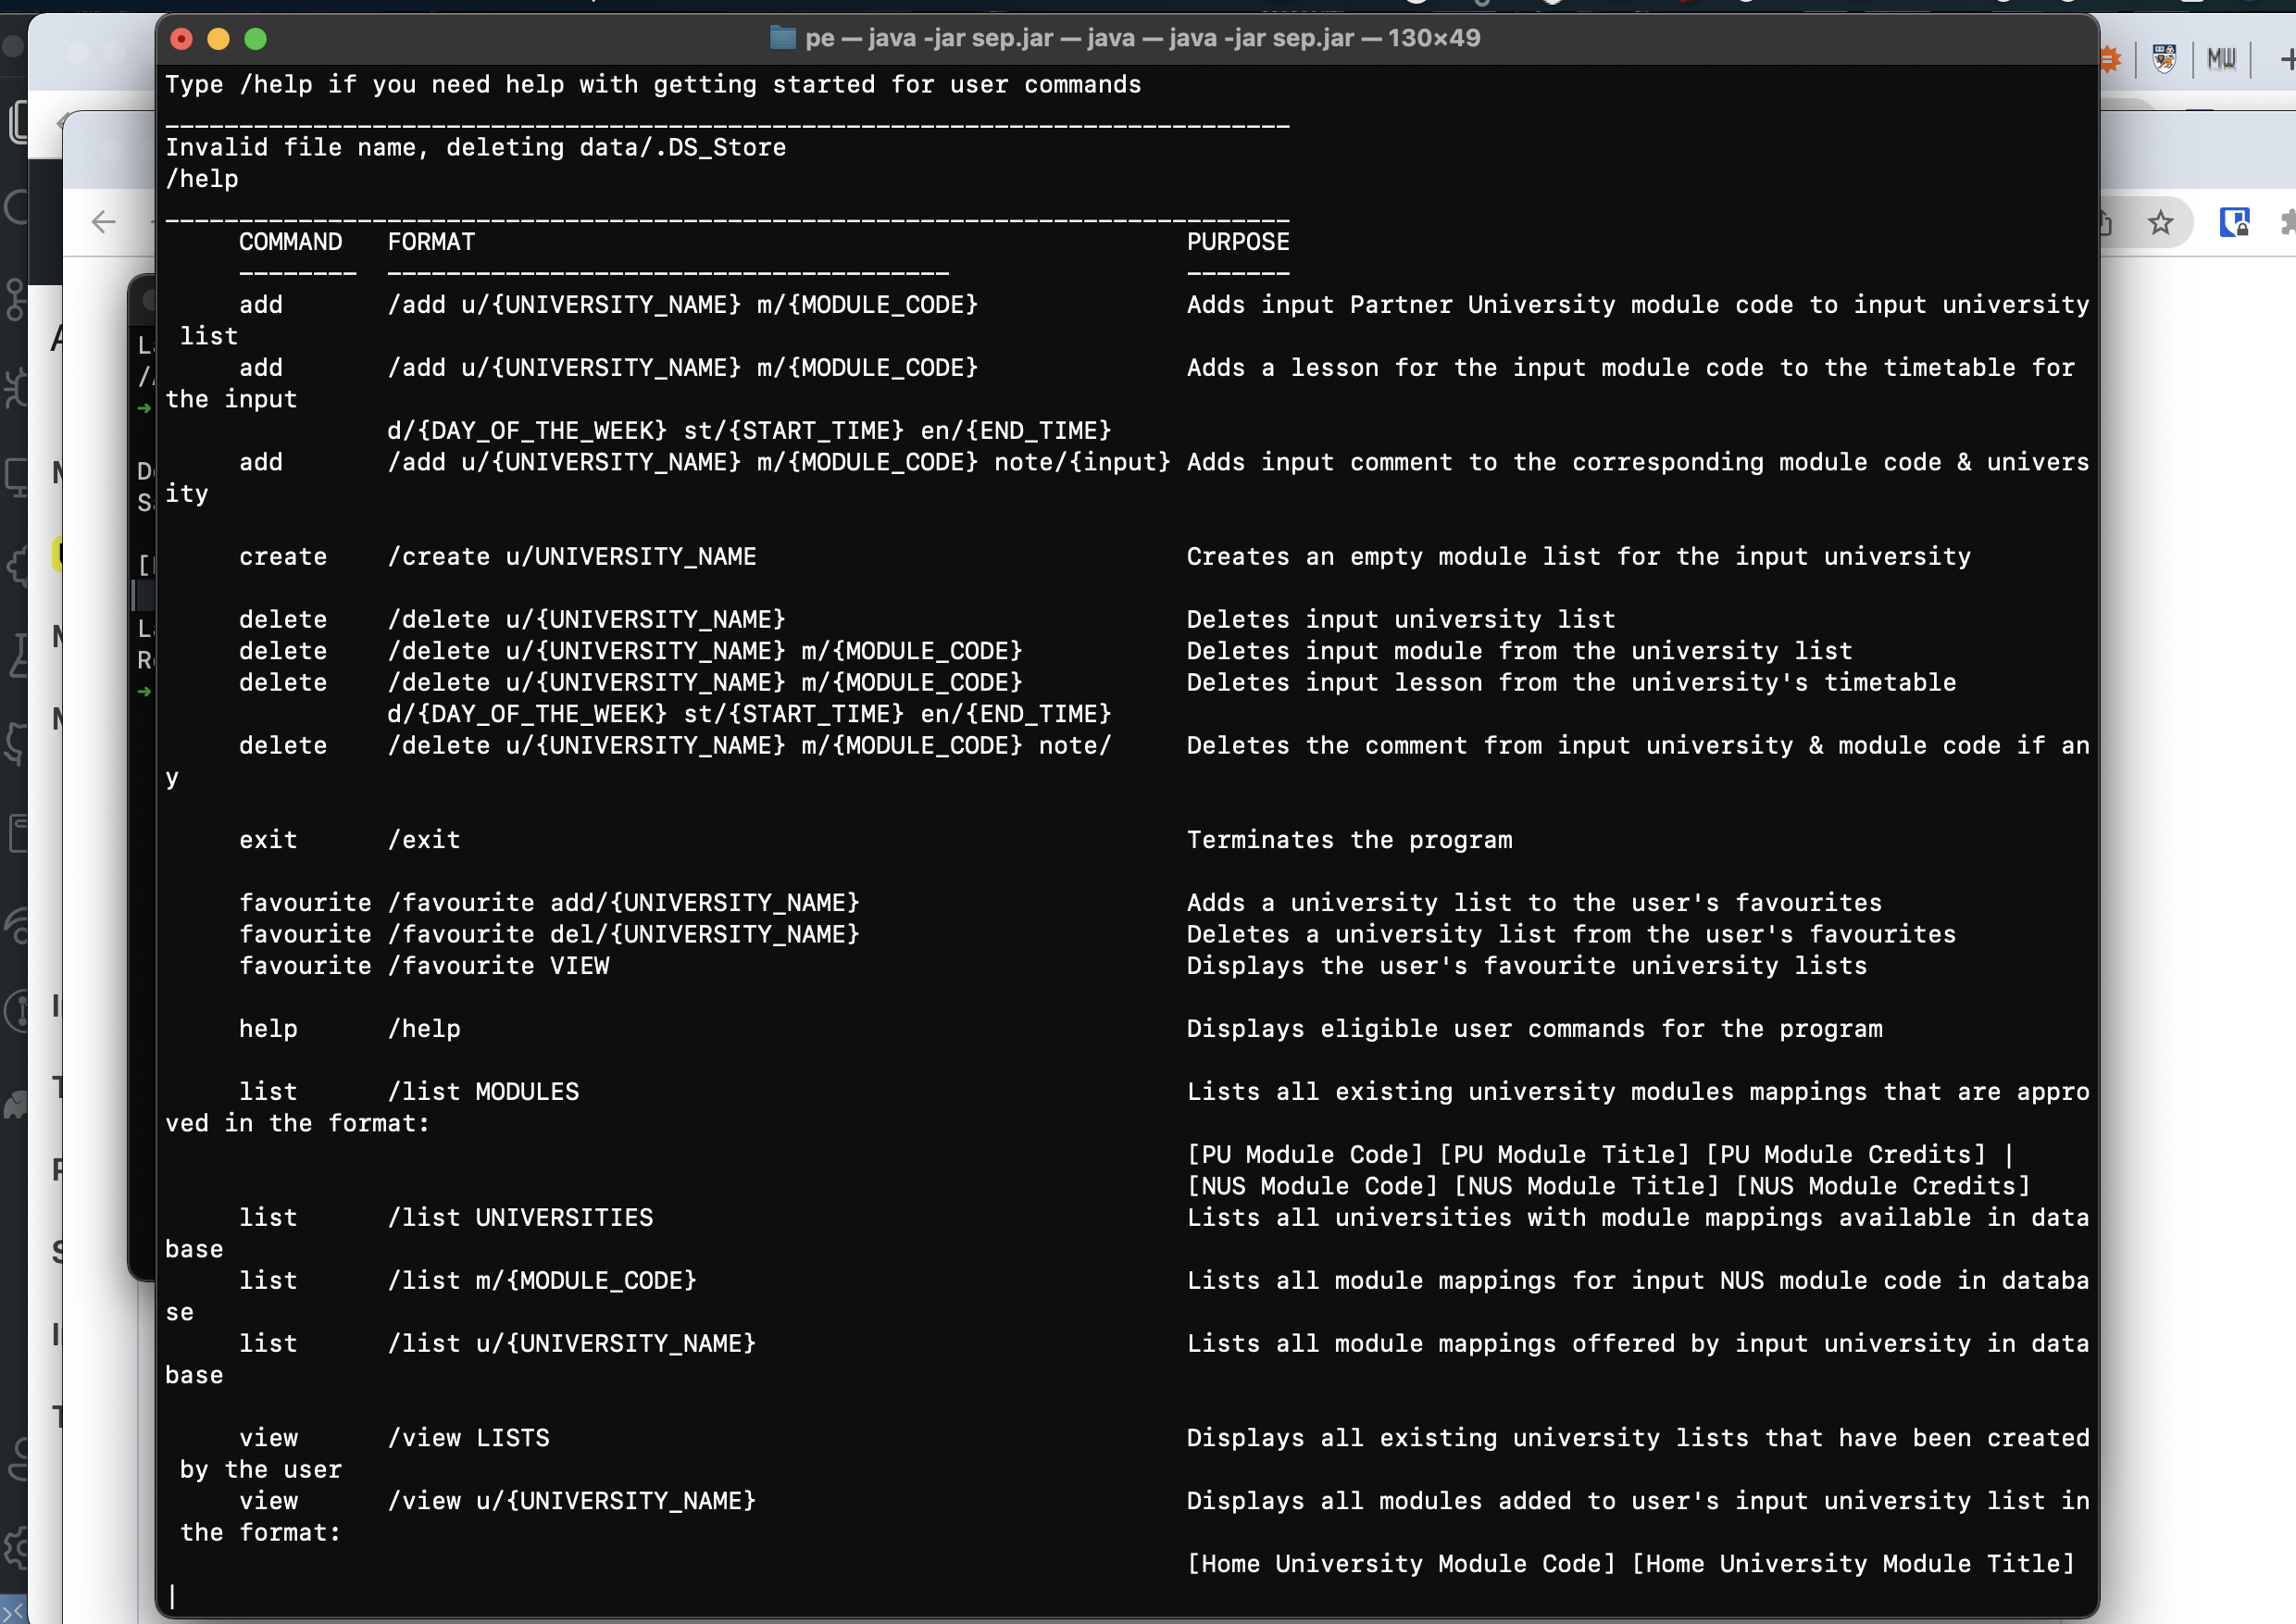 pe — java -jar sep.jar — java — java -jar sep.jar — 130×49
MW
Type /help if you need help with getting started for user commands
____________________________________________________________________________
Invalid file name, deleting data/.DS_Store
/help
____________________________________________________________________________
     COMMAND   FORMAT                                                PURPOSE
     --------  --------------------------------------                -------
     add       /add u/{UNIVERSITY_NAME} m/{MODULE_CODE}              Adds input Partner University module code to input university
 list
     add       /add u/{UNIVERSITY_NAME} m/{MODULE_CODE}              Adds a lesson for the input module code to the timetable for
the input
               d/{DAY_OF_THE_WEEK} st/{START_TIME} en/{END_TIME}
     add       /add u/{UNIVERSITY_NAME} m/{MODULE_CODE} note/{input} Adds input comment to the corresponding module code & univers
ity
     create    /create u/UNIVERSITY_NAME                             Creates an empty module list for the input university
     delete    /delete u/{UNIVERSITY_NAME}                           Deletes input university list
     delete    /delete u/{UNIVERSITY_NAME} m/{MODULE_CODE}           Deletes input module from the university list
     delete    /delete u/{UNIVERSITY_NAME} m/{MODULE_CODE}           Deletes input lesson from the university's timetable
               d/{DAY_OF_THE_WEEK} st/{START_TIME} en/{END_TIME}
     delete    /delete u/{UNIVERSITY_NAME} m/{MODULE_CODE} note/     Deletes the comment from input university & module code if an
y
     exit      /exit                                                 Terminates the program
     favourite /favourite add/{UNIVERSITY_NAME}                      Adds a university list to the user's favourites
     favourite /favourite del/{UNIVERSITY_NAME}                      Deletes a university list from the user's favourites
     favourite /favourite VIEW                                       Displays the user's favourite university lists
     help      /help                                                 Displays eligible user commands for the program
     list      /list MODULES                                         Lists all existing university modules mappings that are appro
ved in the format:
                                                                     [PU Module Code] [PU Module Title] [PU Module Credits] |
                                                                     [NUS Module Code] [NUS Module Title] [NUS Module Credits]
     list      /list UNIVERSITIES                                    Lists all universities with module mappings available in data
base
     list      /list m/{MODULE_CODE}                                 Lists all module mappings for input NUS module code in databa
se
     list      /list u/{UNIVERSITY_NAME}                             Lists all module mappings offered by input university in data
base
     view      /view LISTS                                           Displays all existing university lists that have been created
 by the user
     view      /view u/{UNIVERSITY_NAME}                             Displays all modules added to user's input university list in
 the format:
                                                                     [Home University Module Code] [Home University Module Title]